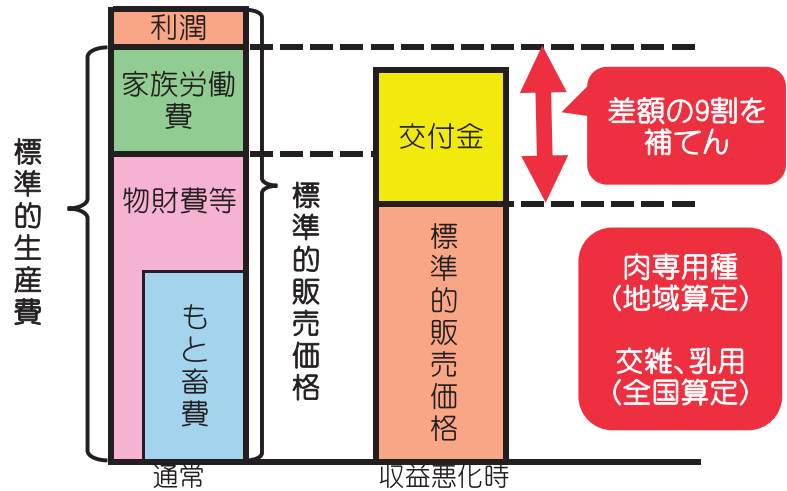 標準的生産費
利潤
家族労働
費
物財費等
もと畜費
標準的販売価格
通常
交付金
標準的販売価格
収益悪化時
差額の9割を
補てん
肉専用種
（地域算定）
交雑、乳用
（全国算定）